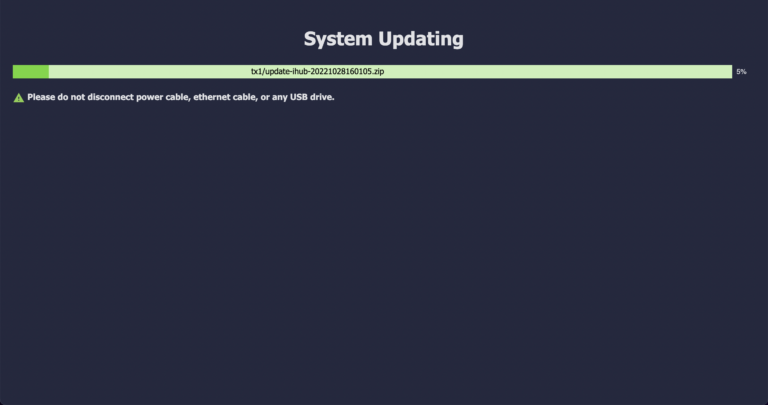 System Updating
tx1/update-ihub-20221028160105.zip
5%
Please do not disconnect power cable, ethernet cable, or any USB drive.